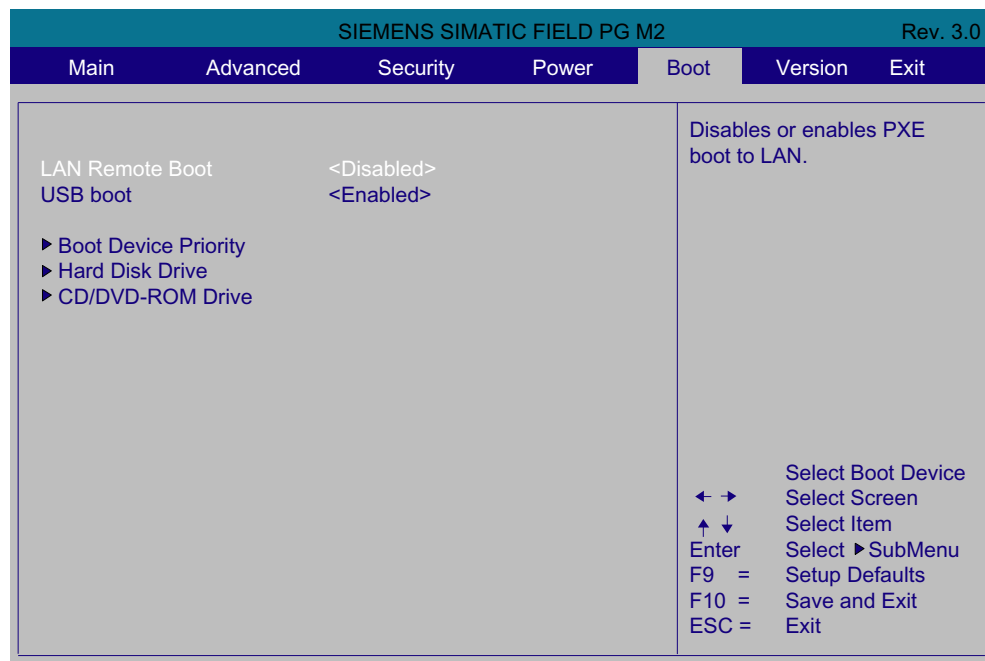 SIEMENS SIMATIC FIELD PG M2 Rev. 3.0
Main Advanced Security Power Boot Version Exit
LAN Remote Boot <Disabled>
USB boot <Enabled>
▶ Boot Device Priority
▶ Hard Disk Drive
▶ CD/DVD-ROM Drive
Disables or enables PXE
boot to LAN.
Select Boot Device
← → Select Screen
↑ ↓ Select Item
Enter Select ▶ SubMenu
F9 = Setup Defaults
F10 = Save and Exit
ESC = Exit